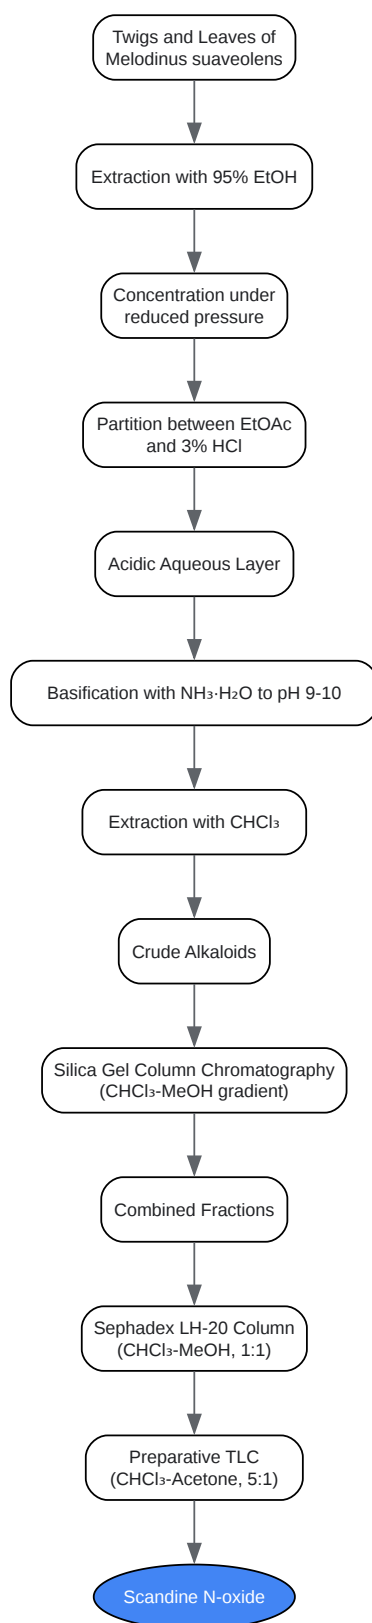 Twigs and Leaves of
Melodinus suaveolens
Extraction with 95% EtOH
Concentration under
reduced pressure
Partition between EtOAc
and 3% HCl
Acidic Aqueous Layer
Basification with NH₃·H₂O to pH 9-10
Extraction with CHCl₃
Crude Alkaloids
Silica Gel Column Chromatography
(CHCl₃-MeOH gradient)
Combined Fractions
Sephadex LH-20 Column
(CHCl₃-MeOH, 1:1)
Preparative TLC
(CHCl₃-Acetone, 5:1)
Scandine N-oxide